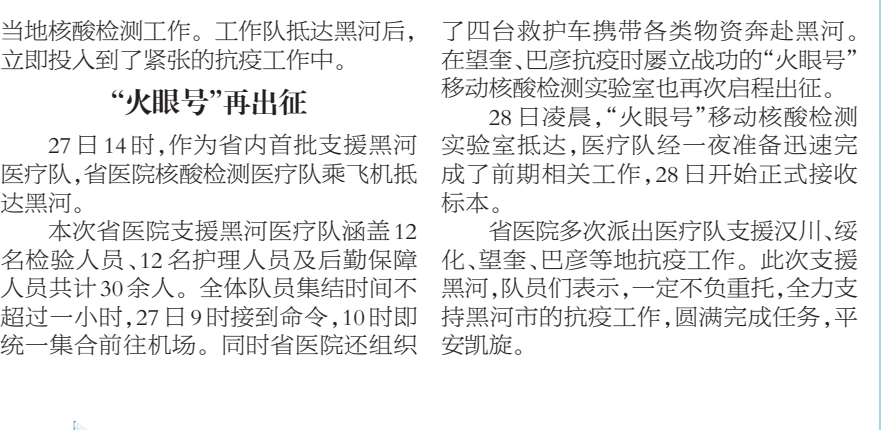 当地核酸检测工作。工作队抵达黑河后，
立即投入到了紧张的抗疫工作中。
“火眼号”再出征
27日14时，作为省内首批支援黑河
医疗队，省医院核酸检测医疗队乘飞机抵
达黑河。
本次省医院支援黑河医疗队涵盖12
名检验人员、12名护理人员及后勤保障
人员共计30余人。全体队员集结时间不
超过一小时，27日9时接到命令，10时即
统一集合前往机场。同时省医院还组织
了四台救护车携带各类物资奔赴黑河。
在望奎、巴彦抗疫时屡立战功的“火眼号”
移动核酸检测实验室也再次启程出征。
28日凌晨，“火眼号”移动核酸检测
实验室抵达，医疗队经一夜准备迅速完
成了前期相关工作，28日开始正式接收
标本。
省医院多次派出医疗队支援汉川、绥
化、望奎、巴彦等地抗疫工作。此次支援
黑河，队员们表示，一定不负重托，全力支
持黑河市的抗疫工作，圆满完成任务，平
安凯旋。